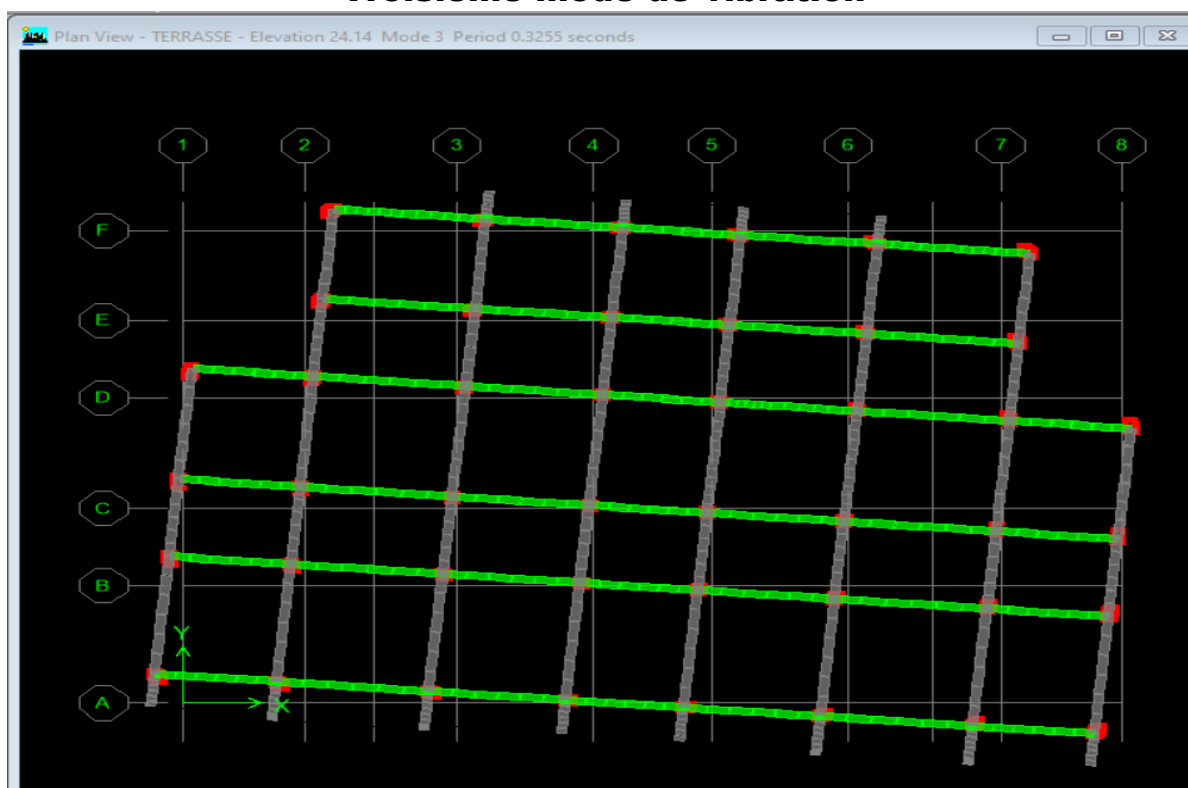 Troisième mode de vibration
Plan View - TERRASSE - Elevation 24.14 Mode 3 Period 0.3255 seconds
1 2 3 4 5 6 7 8
F
E
D
C
B
Y
A
X